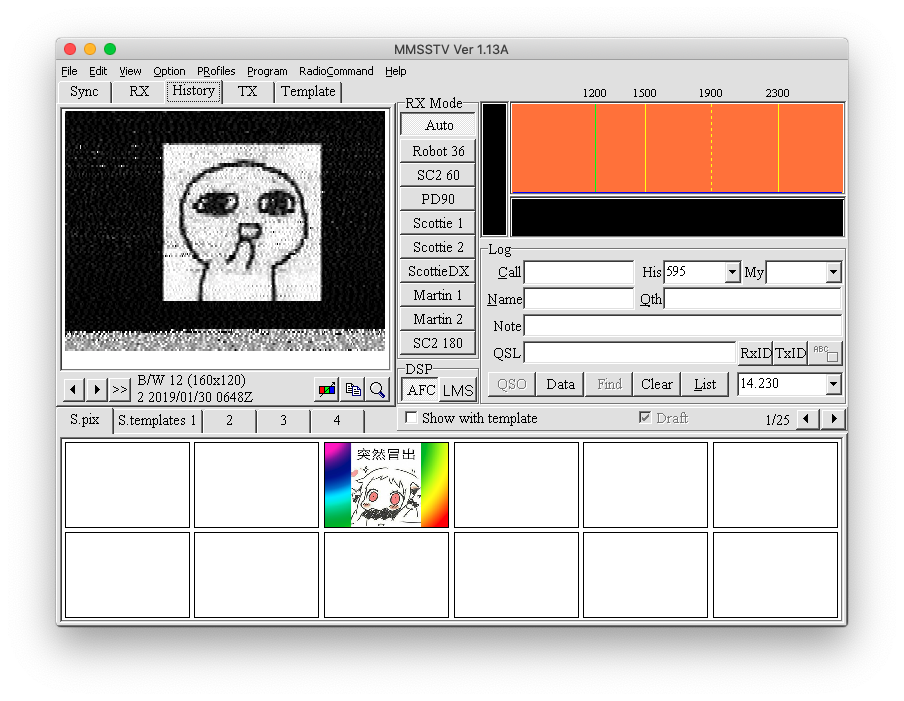 MMSSTV Ver 1.13A
File Edit View Option PRofiles Program RadioCommand Help
Sync RX History TX Template
RX Mode
Auto
Robot 36
SC2 60
PD90
Scottie 1
Scottie 2
ScottieDX
Martin 1
Martin 2
SC2 180
DSP
AFC LMS
1200 1500 1900 2300
Log
Call His 595 My
Name Qth
Note
QSL RxID TxID ABC
QSO Data Find Clear List 14.230
>> B/W 12 (160x120)
2 2019/01/30 0648Z
Show with template Draft 1/25
S.pix S.templates 1 2 3 4
突然冒出